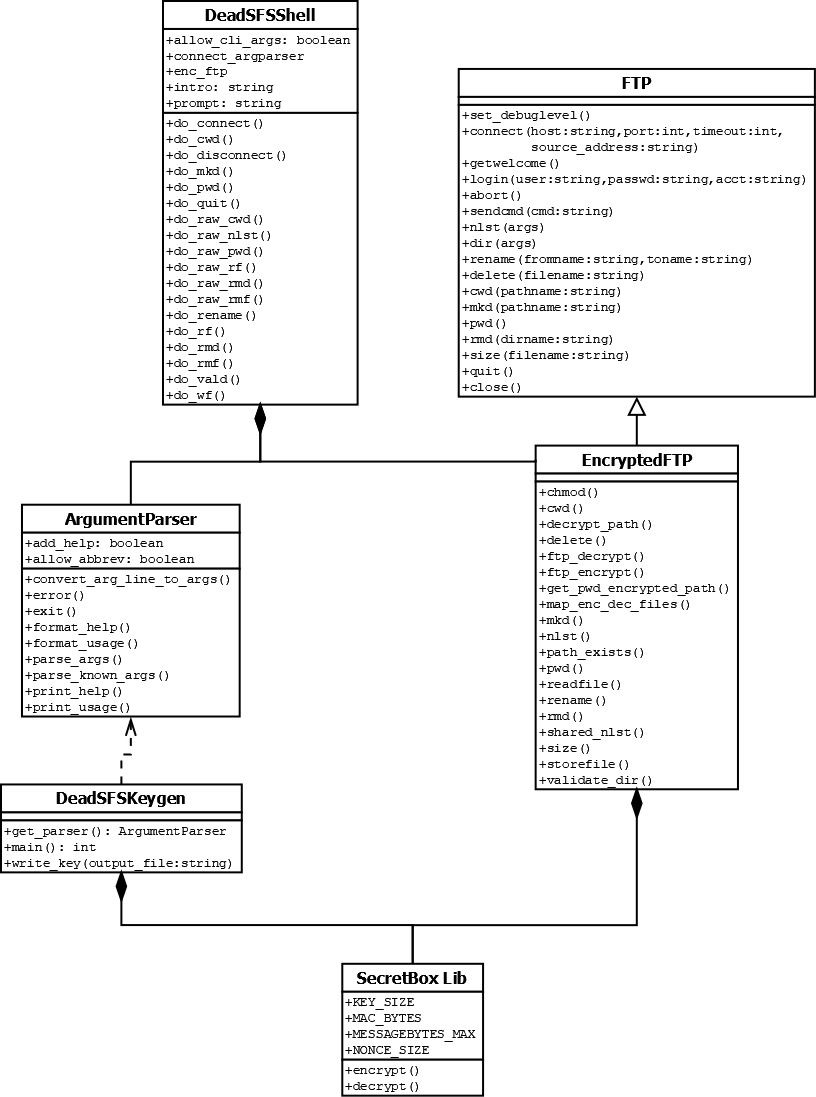 DeadSFSShell
+allow_cli_args: boolean
+connect_argparser
+enc_ftp
+intro: string
+prompt: string
+do_connect()
+do_cwd()
+do_disconnect()
+do_mkd()
+do_pwd()
+do_quit()
+do_raw_cwd()
+do_raw_nlst()
+do_raw_pwd()
+do_raw_rf()
+do_raw_rmd()
+do_raw_rmf()
+do_rename()
+do_rf()
+do_rmd()
+do_rmf()
+do_vald()
+do_wf()
FTP
+set_debuglevel()
+connect(host:string,port:int,timeout:int,
source_address:string)
+getwelcome()
+login(user:string,passwd:string,acct:string)
+abort()
+sendcmd(cmd:string)
+nlst(args)
+dir(args)
+rename(fromname:string,toname:string)
+delete(filename:string)
+cwd(pathname:string)
+mkd(pathname:string)
+pwd()
+rmd(dirname:string)
+size(filename:string)
+quit()
+close()
ArgumentParser
+add_help: boolean
+allow_abbrev: boolean
+convert_arg_line_to_args()
+error()
+exit()
+format_help()
+format_usage()
+parse_args()
+parse_known_args()
+print_help()
+print_usage()
EncryptedFTP
+chmod()
+cwd()
+decrypt_path()
+delete()
+ftp_decrypt()
+ftp_encrypt()
+get_pwd_encrypted_path()
+map_enc_dec_files()
+mkd()
+nlst()
+path_exists()
+pwd()
+readfile()
+rename()
+rmd()
+shared_nlst()
+size()
+storefile()
+validate_dir()
DeadSFSKeygen
+get_parser(): ArgumentParser
+main(): int
+write_key(output_file:string)
SecretBox Lib
+KEY_SIZE
+MAC_BYTES
+MESSAGEBYTES_MAX
+NONCE_SIZE
+encrypt()
+decrypt()